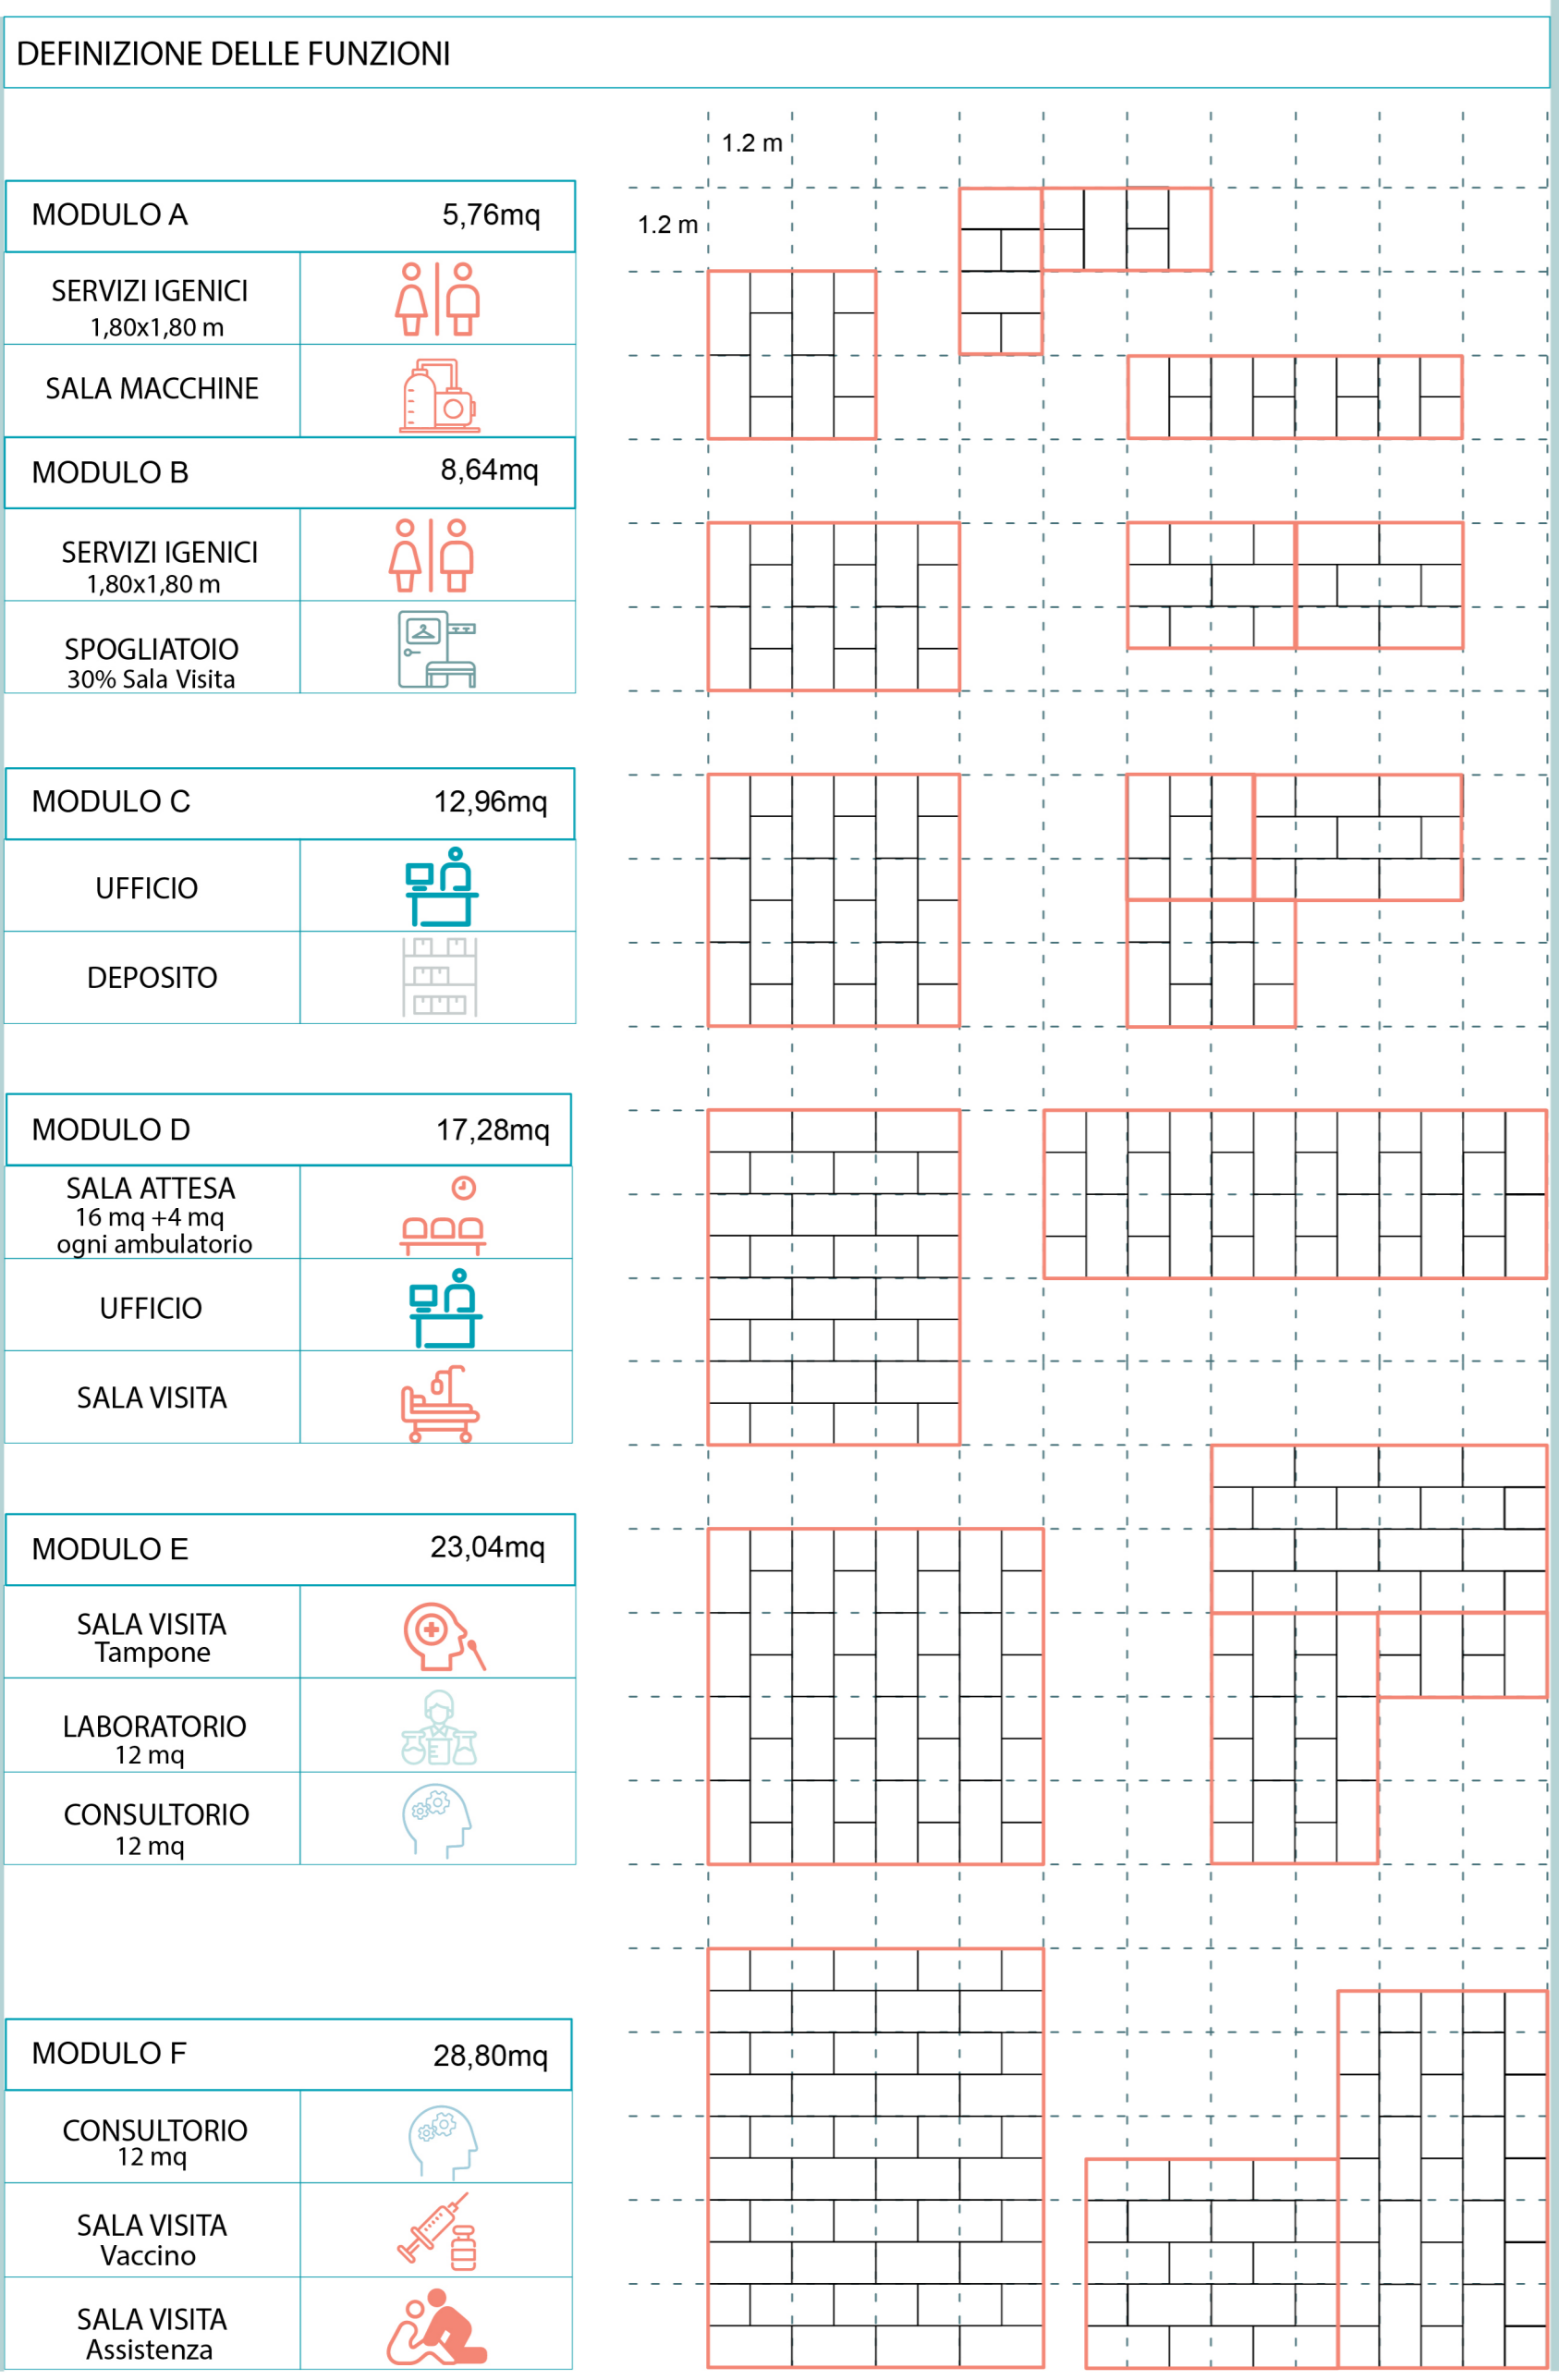 DEFINIZIONE DELLE FUNZIONI
1.2 m
1.2 m
MODULO A 5,76mq
SERVIZI IGENICI
1,80x1,80 m
SALA MACCHINE
MODULO B 8,64mq
SERVIZI IGENICI
1,80x1,80 m
SPOGLIATOIO
30% Sala Visita
MODULO C 12,96mq
UFFICIO
DEPOSITO
MODULO D 17,28mq
SALA ATTESA
16 mq +4 mq
ogni ambulatorio
UFFICIO
SALA VISITA
MODULO E 23,04mq
SALA VISITA
Tampone
LABORATORIO
12 mq
CONSULTORIO
12 mq
MODULO F 28,80mq
CONSULTORIO
12 mq
SALA VISITA
Vaccino
SALA VISITA
Assistenza